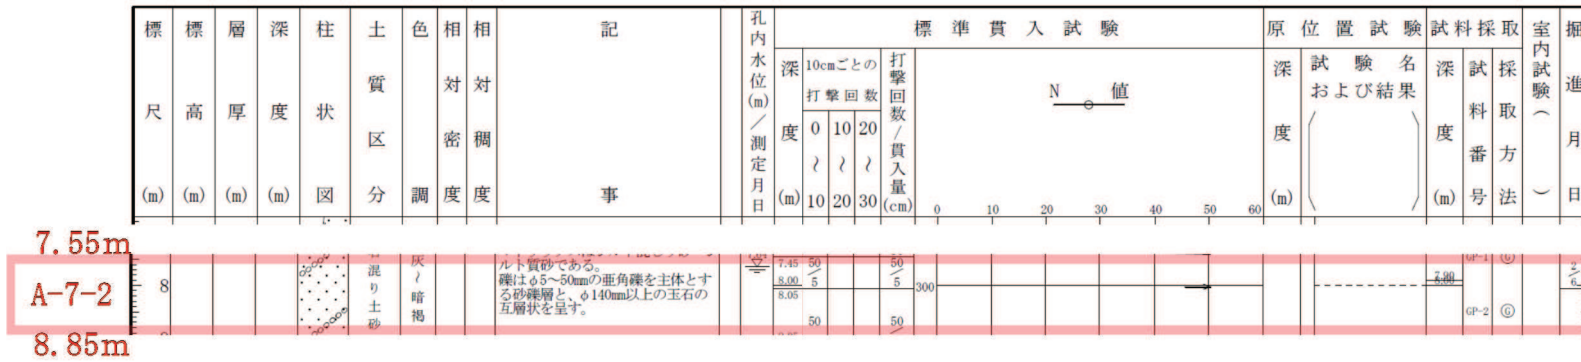 標尺(m)
標高(m)
層厚(m)
深度(m)
柱状図
土質区分
色調
相対密度
相対稠度
記事
孔内水位(m)／測定月日
標準貫入試験
深度(m)
10cmごとの
打撃回数
0～10
10～20
20～30
打撃回数/貫入量(cm)
N 値
0 10 20 30 40 50 60
原位置試験
深度(m)
試験名
および結果
試料採取
深度(m)
試料番号
採取方法
室内試験( )
掘進月日
7.55m
A-7-2
8.85m
8
混り土砂
灰～暗褐
ルト質砂である。
礫はφ5～50mmの亜角礫を主体とす
る砂礫層と、φ140mm以上の玉石の
互層状を呈す。
7.45
8.00
8.05
50/5
50
50/5
50
300
7.90
GP-1 G
GP-2 G